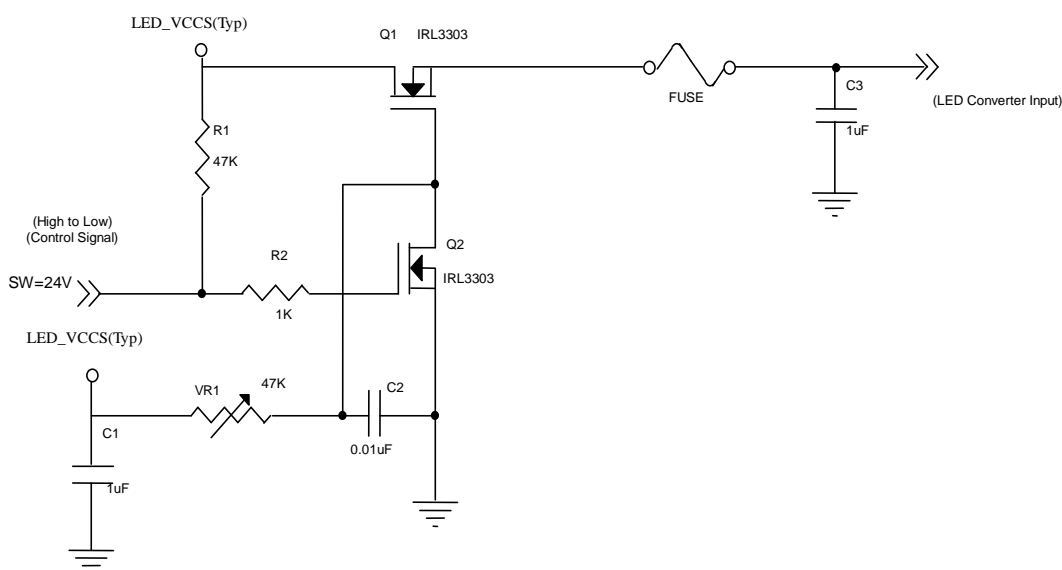 LED_VCCS(Typ)
Q1 IRL3303
R1
47K
FUSE
C3
1uF
(LED Converter Input)
(High to Low)
(Control Signal)
SW=24V
R2
1K
Q2
IRL3303
LED_VCCS(Typ)
VR1
47K
C2
0.01uF
C1
1uF